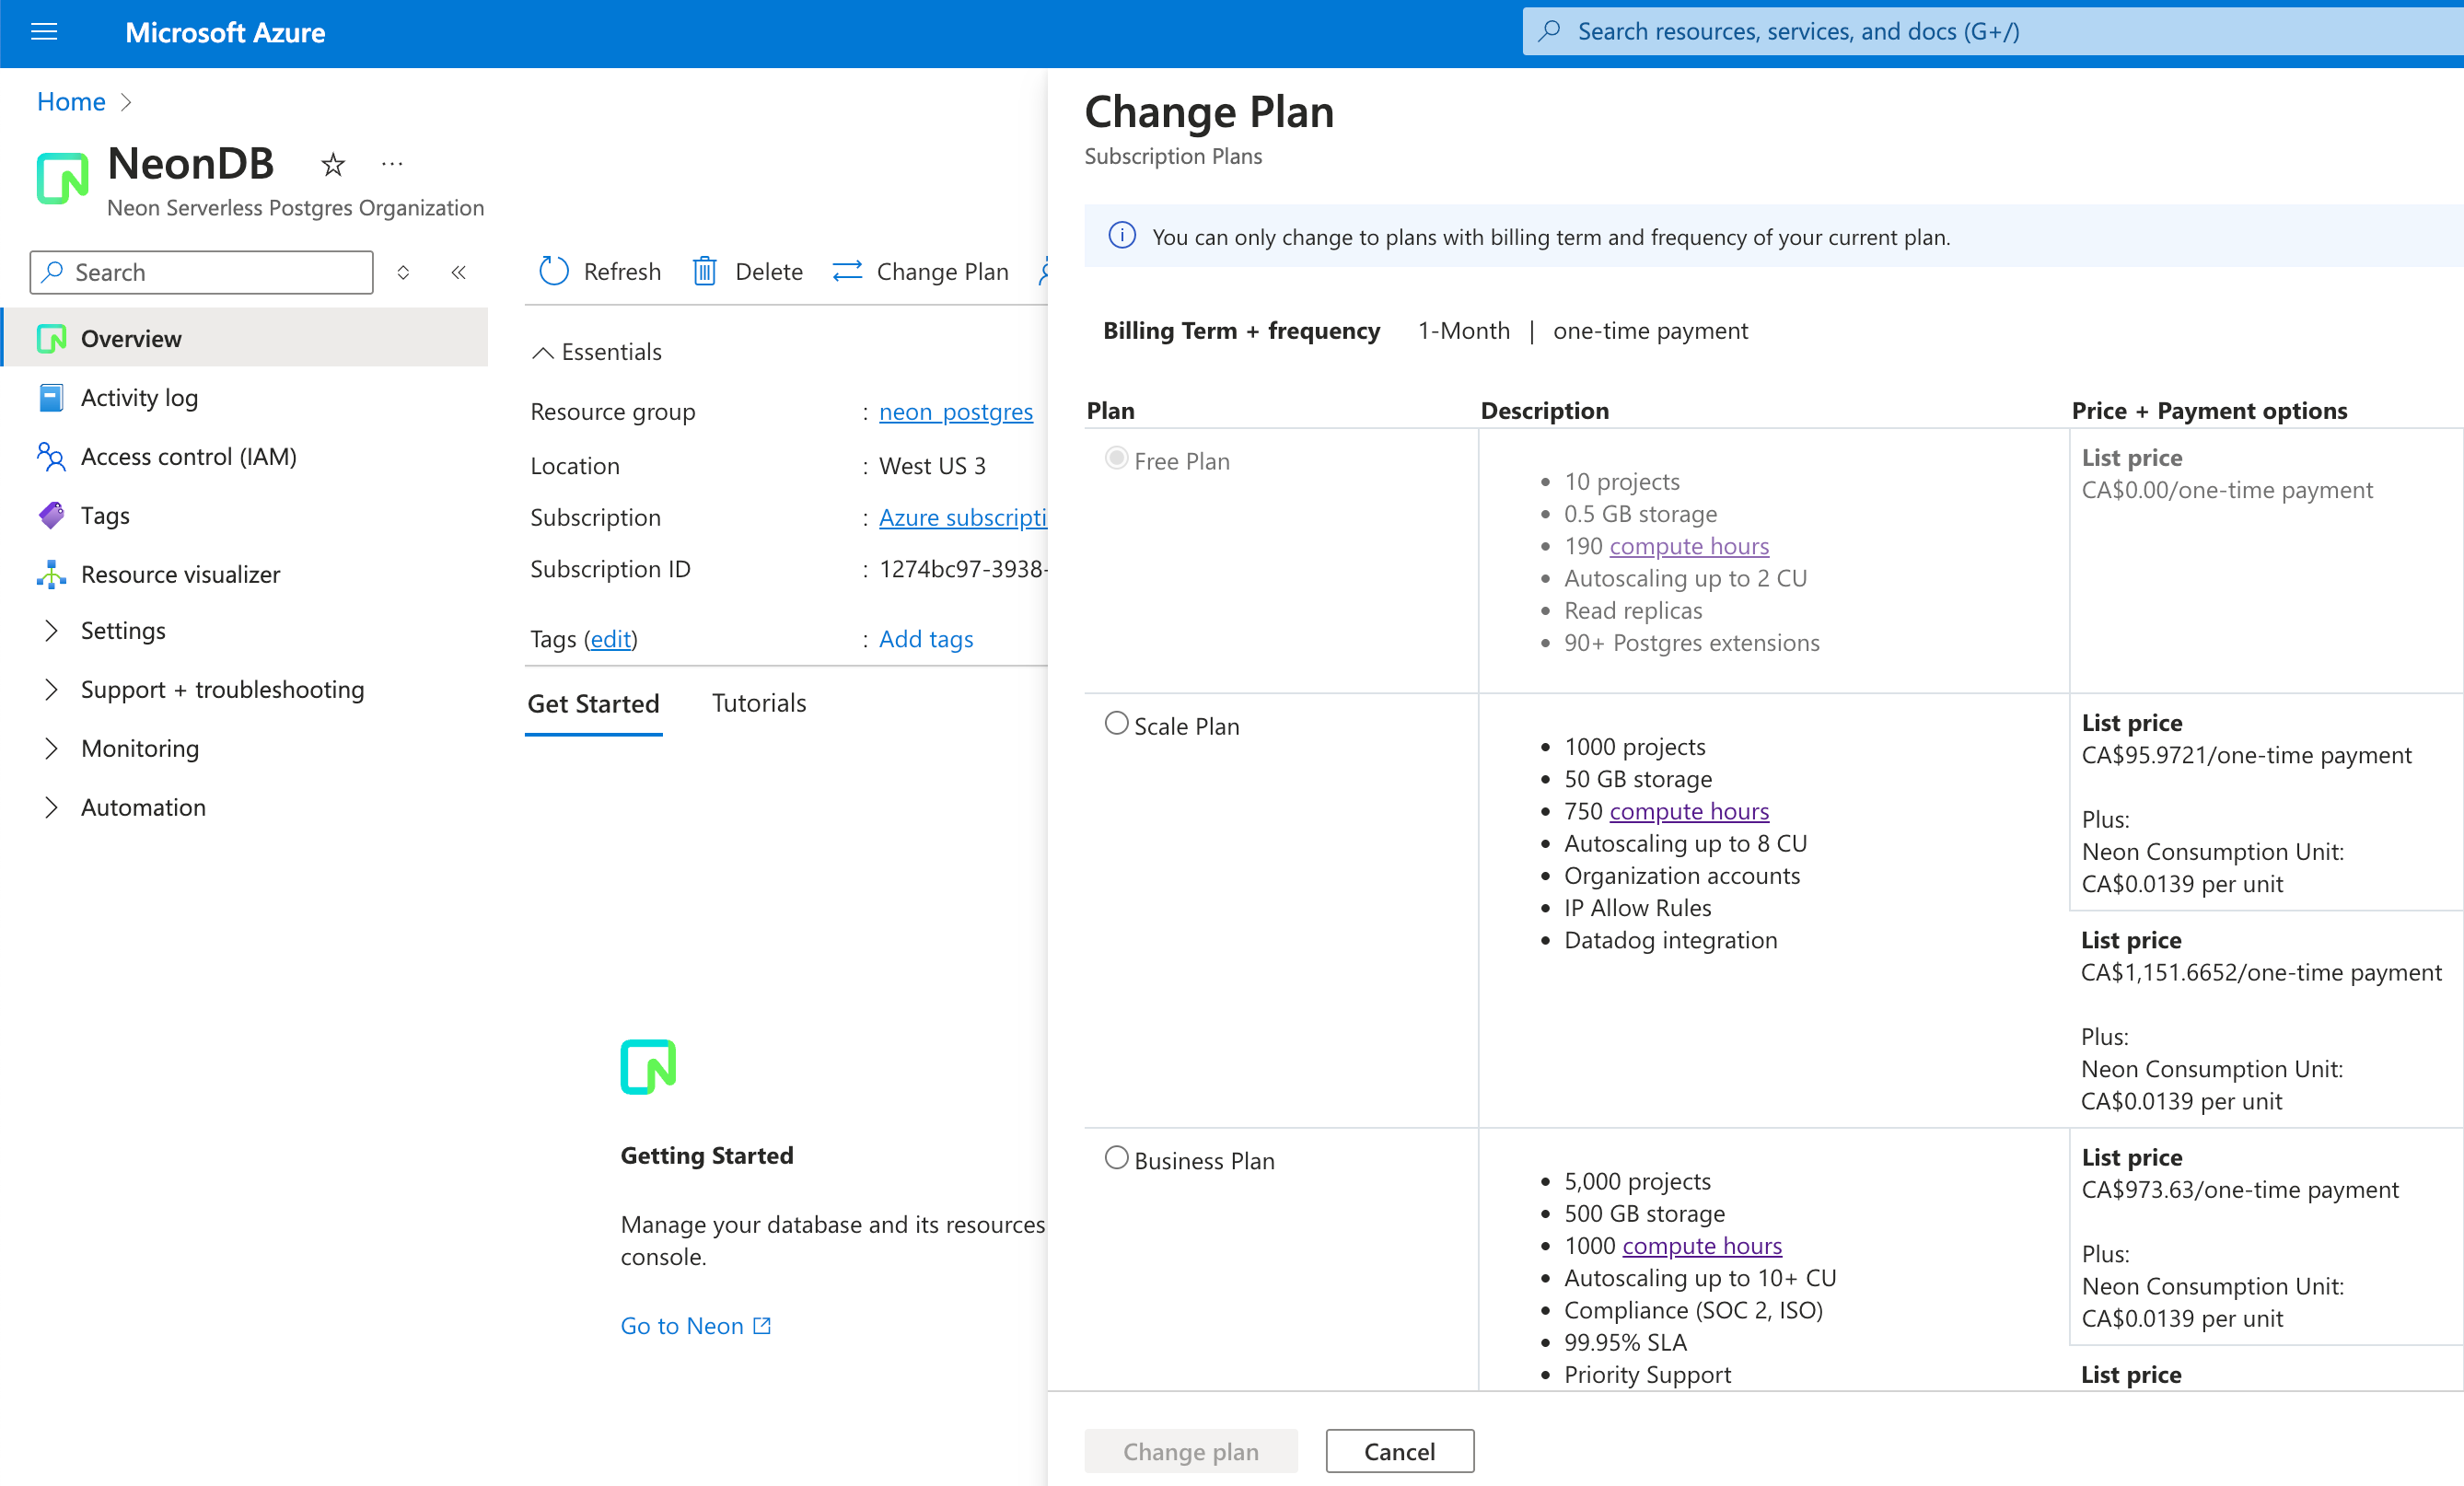 Microsoft Azure
Search resources, services, and docs (G+/)
Home
NeonDB
Neon Serverless Postgres Organization
Search
Overview
Activity log
Access control (IAM)
Tags
Resource visualizer
Settings
Support + troubleshooting
Monitoring
Automation
Refresh
Delete
Change Plan
Essentials
Resource group : neon_postgres
Location : West US 3
Subscription : Azure subscripti
Subscription ID : 1274bc97-3938-
Tags (edit) : Add tags
Get Started
Tutorials
Getting Started
Manage your database and its resources
console.
Go to Neon
Change Plan
Subscription Plans
You can only change to plans with billing term and frequency of your current plan.
Billing Term + frequency 1-Month | one-time payment
Plan
Description
Price + Payment options
Free Plan
10 projects
0.5 GB storage
190 compute hours
Autoscaling up to 2 CU
Read replicas
90+ Postgres extensions
List price
CA$0.00/one-time payment
Scale Plan
1000 projects
50 GB storage
750 compute hours
Autoscaling up to 8 CU
Organization accounts
IP Allow Rules
Datadog integration
List price
CA$95.9721/one-time payment
Plus:
Neon Consumption Unit:
CA$0.0139 per unit
List price
CA$1,151.6652/one-time payment
Plus:
Neon Consumption Unit:
CA$0.0139 per unit
Business Plan
5,000 projects
500 GB storage
1000 compute hours
Autoscaling up to 10+ CU
Compliance (SOC 2, ISO)
99.95% SLA
Priority Support
List price
CA$973.63/one-time payment
Plus:
Neon Consumption Unit:
CA$0.0139 per unit
List price
Change plan
Cancel